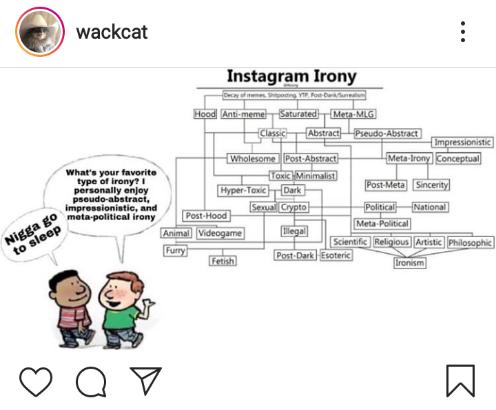 wackcat
Instagram Irony
Decay of memes, Shitposting, YTP, Post-Dank/Surrealism
Hood
Anti-meme
Saturated
Meta-MLG
Classic
Abstract
Pseudo-Abstract
Impressionistic
Wholesome
Post-Abstract
Meta-Irony
Conceptual
Toxic
Minimalist
Hyper-Toxic
Dark
Post-Meta
Sincerity
Sexual
Crypto
Political
National
Post-Hood
Meta-Political
Animal
Videogame
Illegal
Scientific
Religious
Artistic
Philosophic
Furry
Fetish
Post-Dark
Esoteric
Ironism
What's your favorite
type of irony? I
personally enjoy
pseudo-abstract,
impressionistic, and
meta-political irony
Nigga go
to sleep